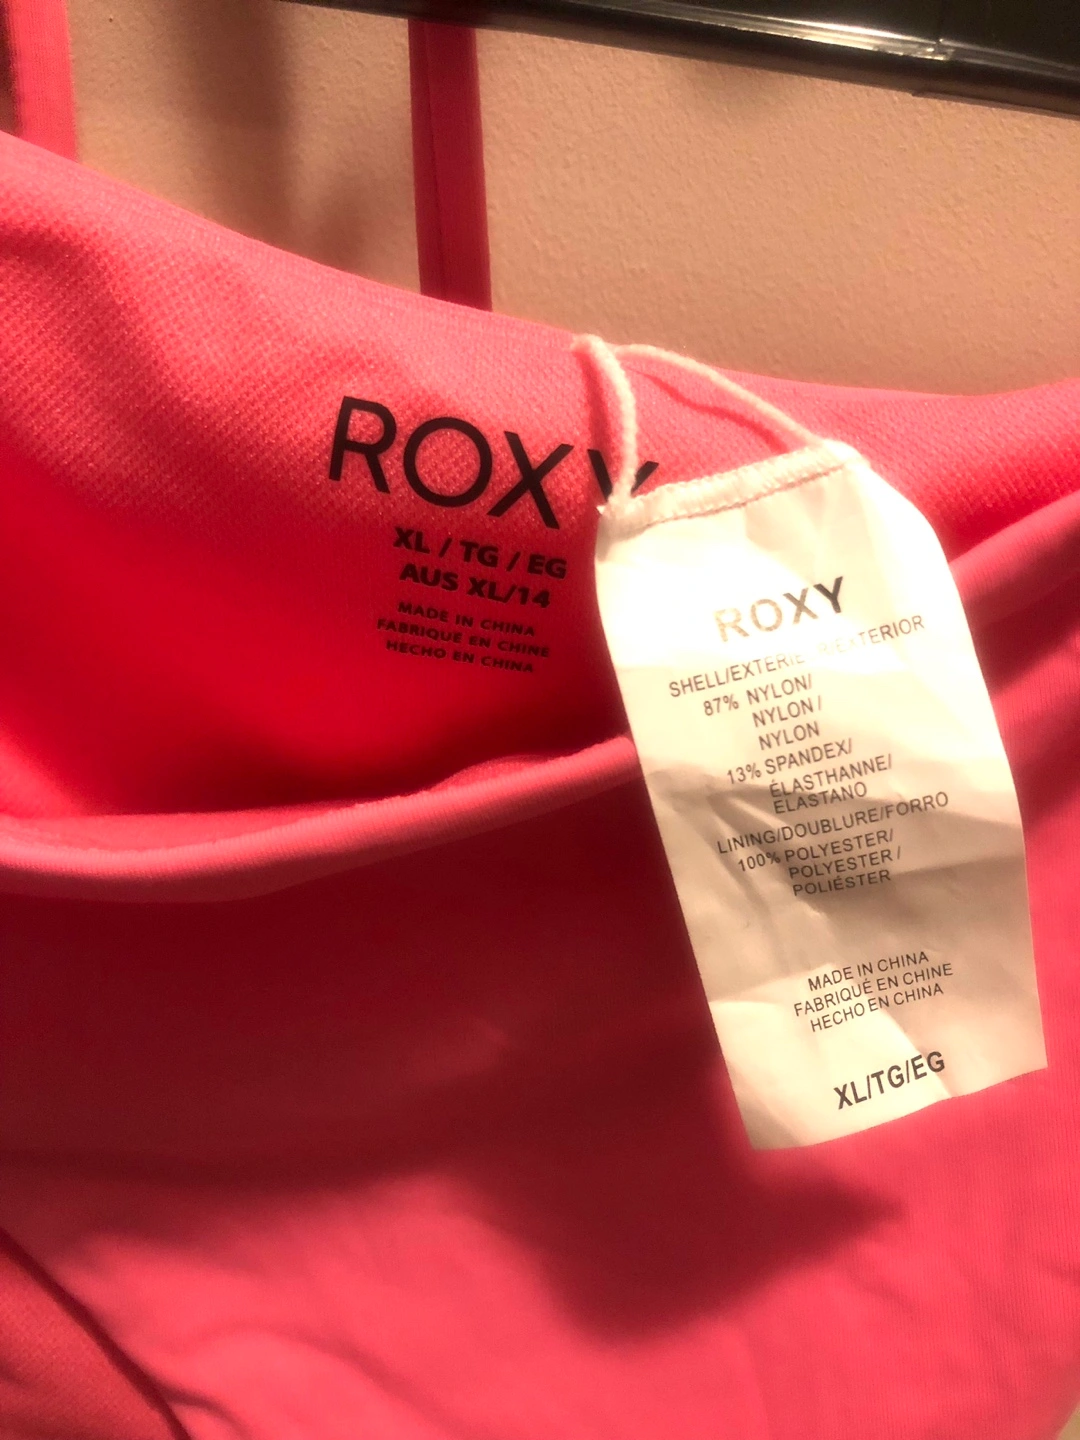 ROXY
XL / TG / EG
AUS XL/14
MADE IN CHINA
FABRIQUÉ EN CHINE
HECHO EN CHINA
ROXY
SHELL/EXTERIEUR/EXTERIOR
87% NYLON/
NYLON /
NYLON
13% SPANDEX/
ÉLASTHANNE/
ELASTANO
LINING/DOUBLURE/FORRO
100% POLYESTER/
POLYESTER /
POLIÉSTER
MADE IN CHINA
FABRIQUÉ EN CHINE
HECHO EN CHINA
XL/TG/EG